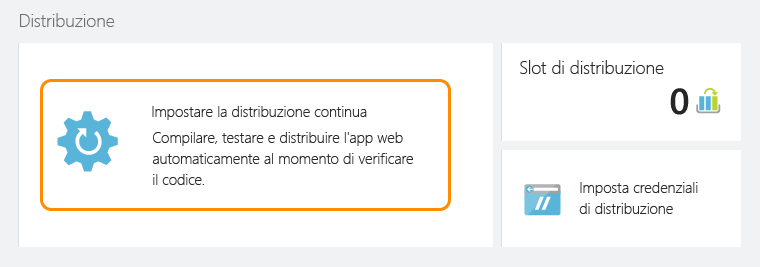 Distribuzione
Impostare la distribuzione continua
Compilare, testare e distribuire l'app web
automaticamente al momento di verificare
il codice.
Slot di distribuzione
0
Imposta credenziali
di distribuzione